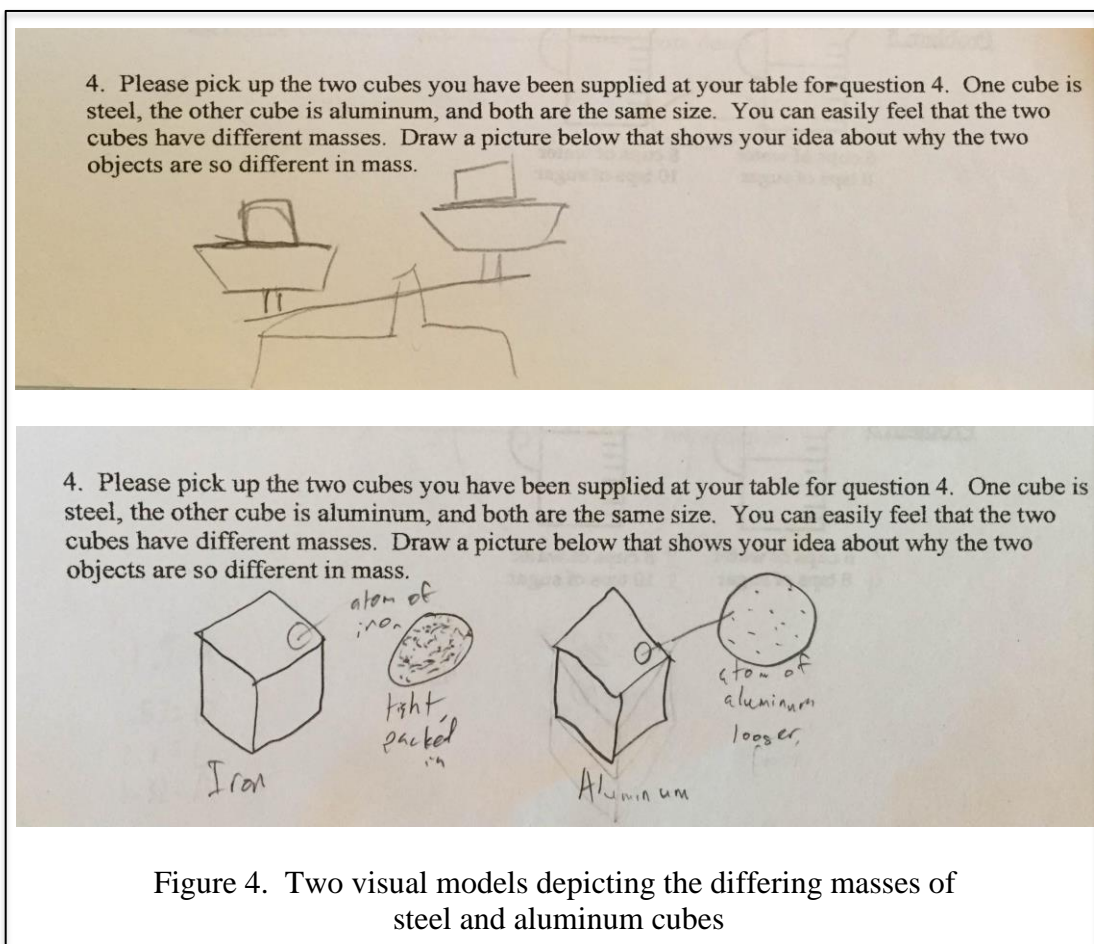 4. Please pick up the two cubes you have been supplied at your table for question 4. One cube is
steel, the other cube is aluminum, and both are the same size. You can easily feel that the two
cubes have different masses. Draw a picture below that shows your idea about why the two
objects are so different in mass.
4. Please pick up the two cubes you have been supplied at your table for question 4. One cube is
steel, the other cube is aluminum, and both are the same size. You can easily feel that the two
cubes have different masses. Draw a picture below that shows your idea about why the two
objects are so different in mass.
atom of
iron
tight,
packed
in
Iron
atom of
aluminum
looser,
Aluminum
Figure 4. Two visual models depicting the differing masses of
steel and aluminum cubes